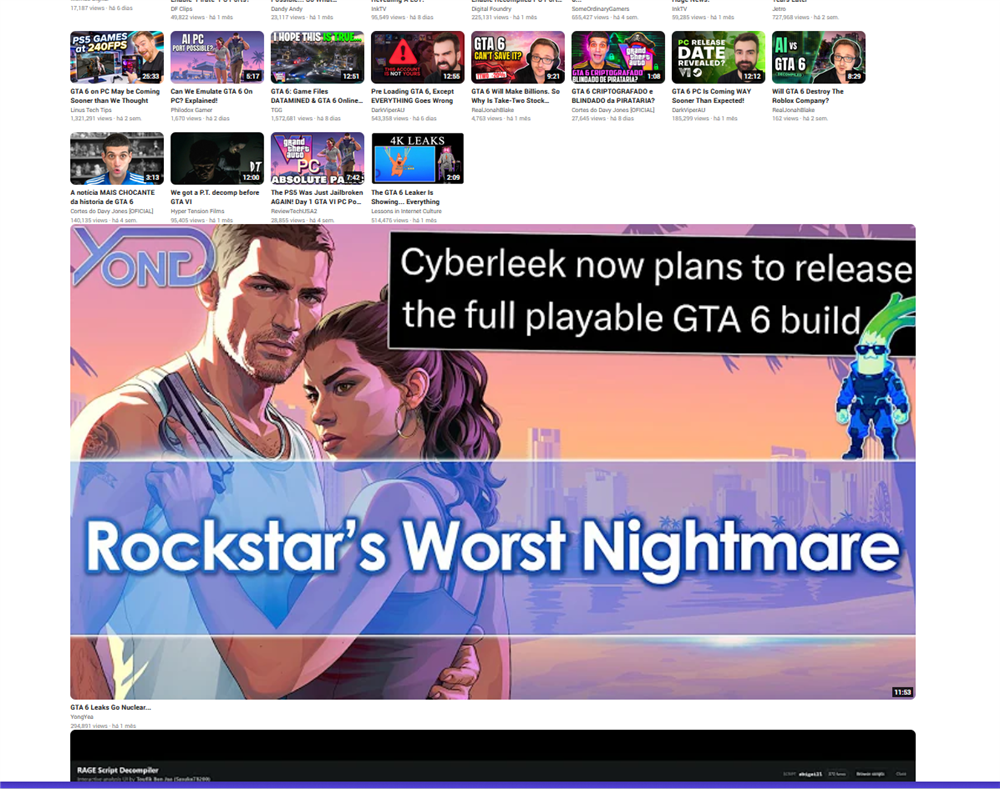 17,187 views · há 6 dias
DF Clips
40,822 views · há 1 mês
Dandy Andy
23,117 views · há 1 mês
InkTV
95,549 views · há 8 dias
Digital Foundry
225,131 views · há 1 mês
SomeOrdinaryGamers
655,427 views · há 4 sem.
InkTV
59,285 views · há 1 mês
Jetro
727,968 views · há 2 sem.
PS5 GAMES
at 240FPS
25:33
AI PC
PORT POSSIBLE?
5:17
I HOPE THIS IS TRUE...
12:51
THIS ACCOUNT
IS NOT YOURS
12:55
GTA 6
CAN'T SAVE IT?
9:21
GTA 6 CRIPTOGRAFADO e
BLINDADO da PIRATARIA?
1:08
PC RELEASE
DATE
REVEALED?
VI
12:12
AI VS
GTA 6
8:29
GTA 6 on PC May be Coming
Sooner than We Thought
Linus Tech Tips
1,321,291 views · há 2 sem.
Can We Emulate GTA 6 On
PC? Explained!
Philodox Gamer
1,670 views · há 2 dias
GTA 6: Game Files
DATAMINED & GTA 6 Online...
TGG
1,572,681 views · há 8 dias
Pre Loading GTA 6, Except
EVERYTHING Goes Wrong
DarkViperAU
545,358 views · há 5 dias
GTA 6 Will Make Billions. So
Why Is Take-Two Stock...
RealJonahBlake
4,763 views · há 1 mês
GTA 6 CRIPTOGRAFADO e
BLINDADO da PIRATARIA?
Cortes do Davy Jones [OFICIAL]
27,645 views · há 8 dias
GTA 6 PC Is Coming WAY
Sooner Than Expected!
DarkViperAU
185,299 views · há 1 mês
Will GTA 6 Destroy The
Roblox Company?
RealJonahBlake
162 views · há 2 sem.
3:13
DT
12:00
grand
theft
auto
PC
ABSOLUTE PA
7:42
4K LEAKS
2:09
A notícia MAIS CHOCANTE
da historia de GTA 6
Cortes do Davy Jones [OFICIAL]
140,135 views · há 4 sem.
We got a P.T. decomp before
GTA VI
Hyper Tension Films
95,405 views · há 1 mês
The PS5 Was Just Jailbroken
AGAIN! Day 1 GTA VI PC Po...
ReviewTechUSA2
28,855 views · há 4 sem.
The GTA 6 Leaker Is
Showing... Everything
Lessons in Internet Culture
514,476 views · há 1 mês
YONG
Cyberleek now plans to release
the full playable GTA 6 build
Rockstar's Worst Nightmare
11:53
GTA 6 Leaks Go Nuclear...
YongYea
394,891 views · há 1 mês
RAGE Script Decompiler